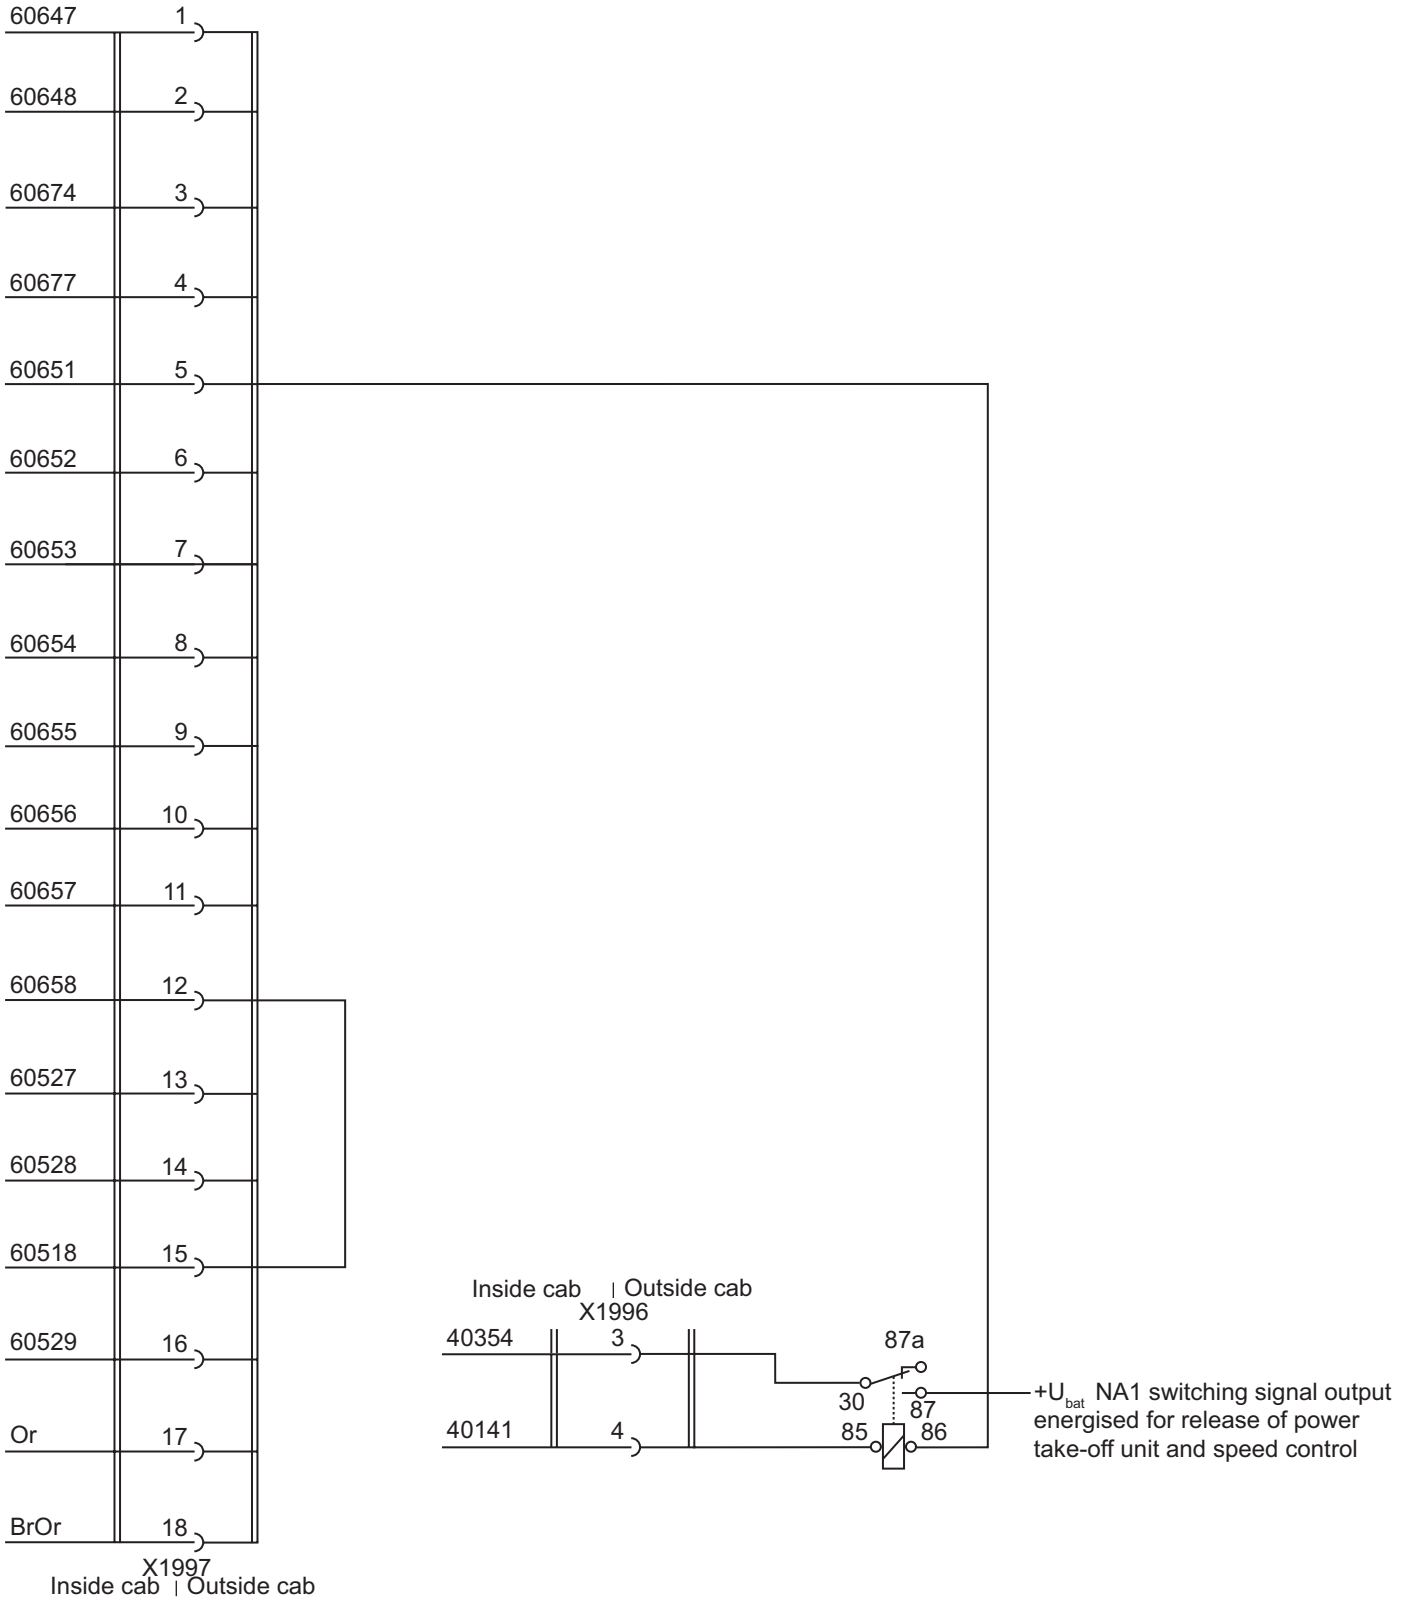 60647 1
60648 2
60674 3
60677 4
60651 5
60652 6
60653 7
60654 8
60655 9
60656 10
60657 11
60658 12
60527 13
60528 14
60518 15
60529 16
Or 17
BrOr 18
X1997
Inside cab | Outside cab
Inside cab | Outside cab
X1996
40354 3
40141 4
87a
30
87
85
86
+Ubat NA1 switching signal output
energised for release of power
take-off unit and speed control